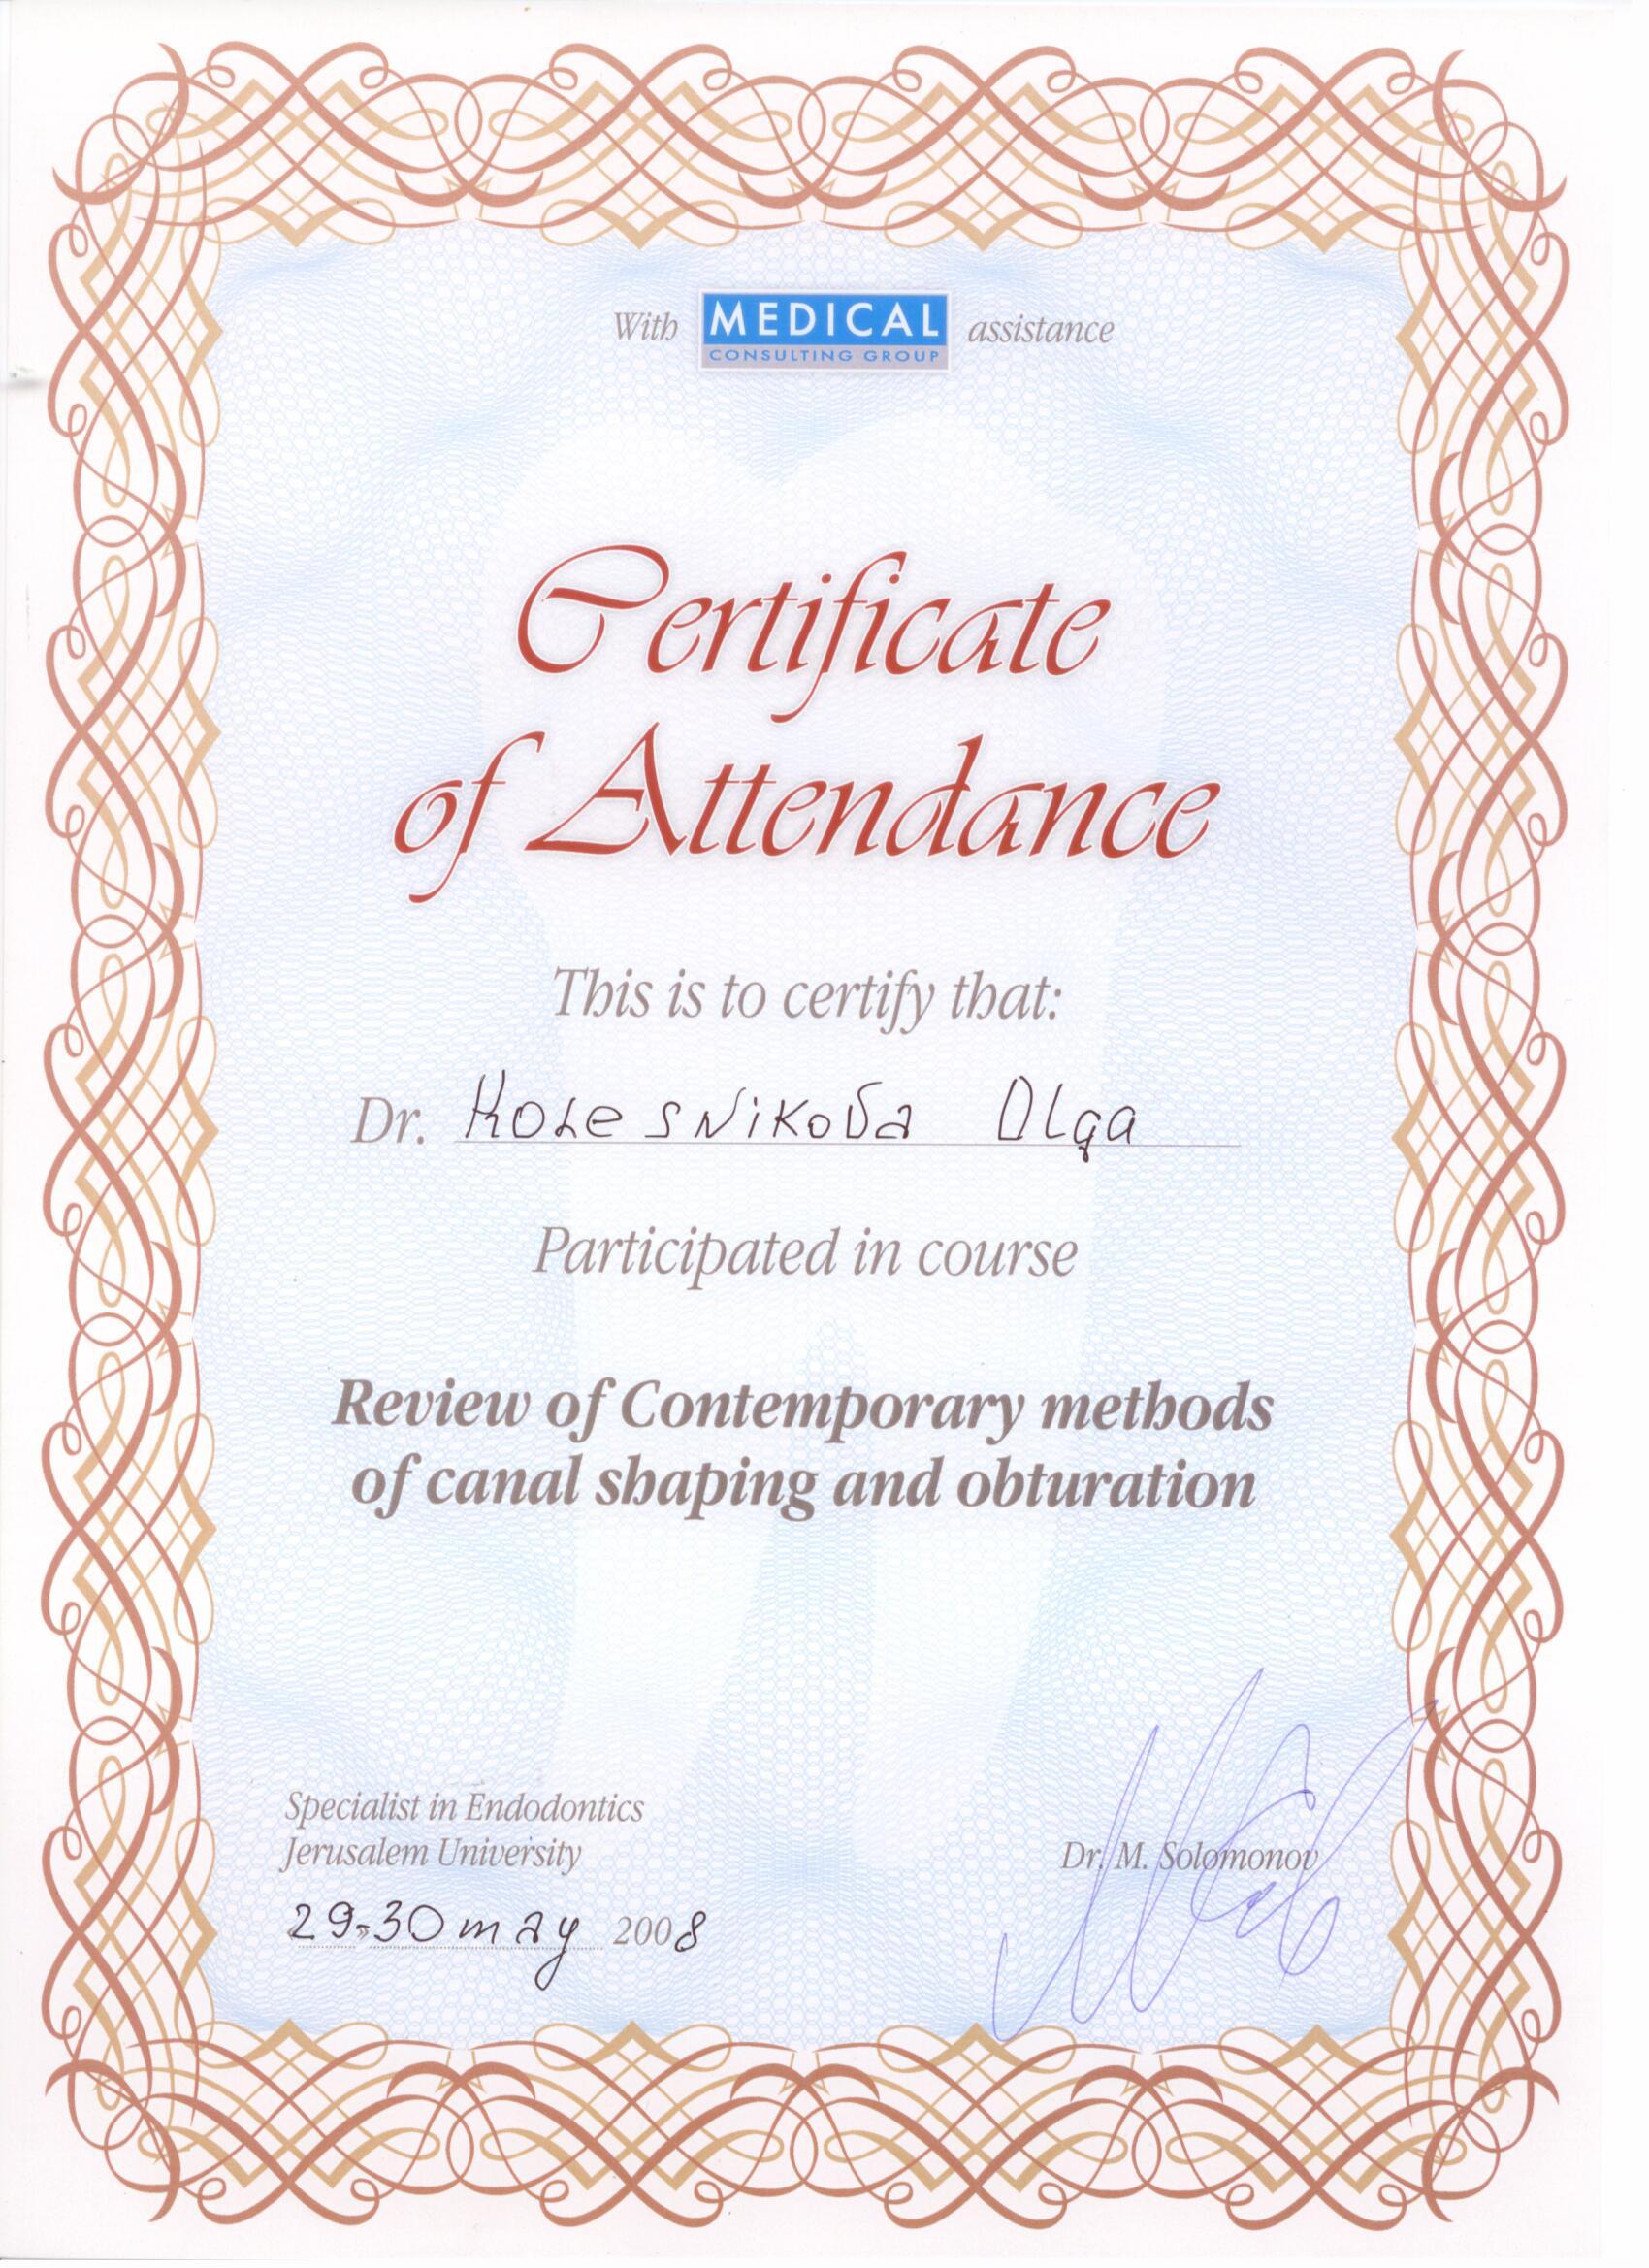 With MEDICAL CONSULTING GROUP assistance
Certificate
of Attendance
This is to certify that:
Dr. Kolesnikova Olga
Participated in course
Review of Contemporary methods
of canal shaping and obturation
Specialist in Endodontics
Jerusalem University
Dr. M. Solomonov
29-30 may 2008